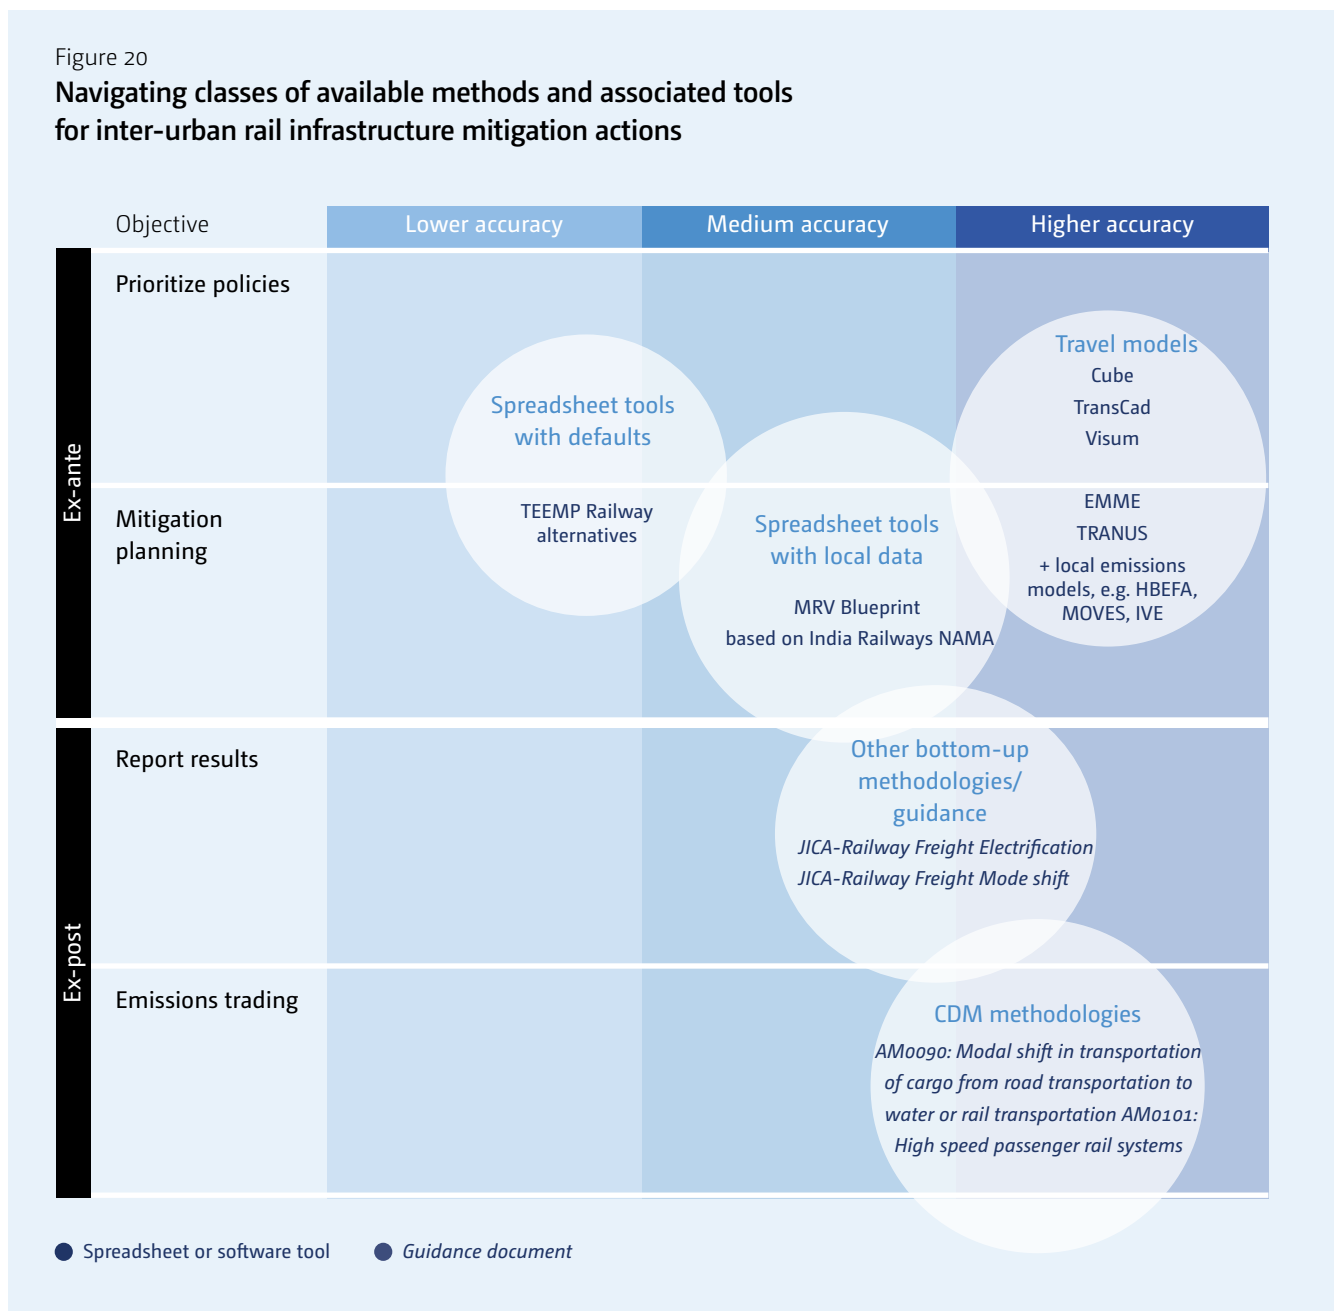 Figure 20
Navigating classes of available methods and associated tools
for inter-urban rail infrastructure mitigation actions
Objective
Lower accuracy
Medium accuracy
Higher accuracy
Ex-ante
Prioritize policies
Spreadsheet tools
with defaults
Travel models
Cube
TransCad
Visum
Mitigation
planning
TEEMP Railway
alternatives
Spreadsheet tools
with local data
MRV Blueprint
based on India Railways NAMA
EMME
TRANUS
+ local emissions
models, e.g. HBEFA,
MOVES, IVE
Ex-post
Report results
Other bottom-up
methodologies/
guidance
JICA-Railway Freight Electrification
JICA-Railway Freight Mode shift
Emissions trading
CDM methodologies
AM0090: Modal shift in transportation
of cargo from road transportation to
water or rail transportation AM0101:
High speed passenger rail systems
Spreadsheet or software tool
Guidance document